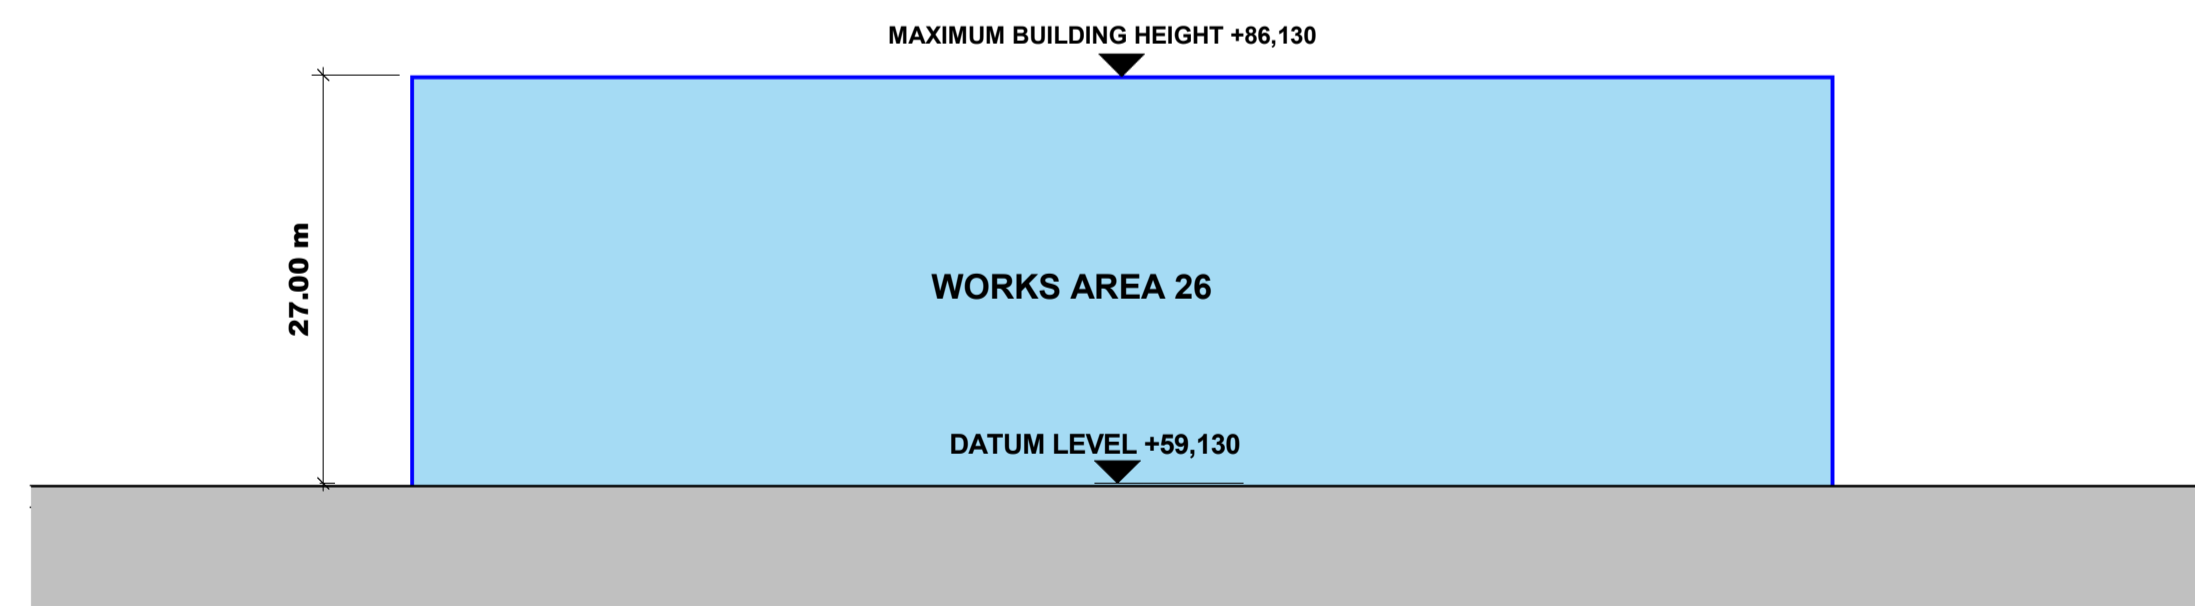 MAXIMUM BUILDING HEIGHT +86,130
27.00 m
WORKS AREA 26
DATUM LEVEL +59,130